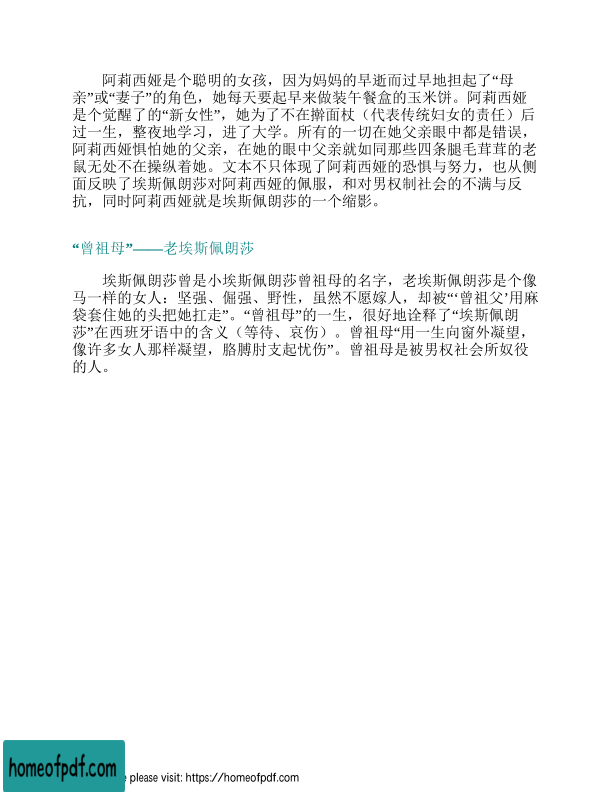 阿莉西娅是个聪明的女孩，因为妈妈的早逝而过早地担起了“母
亲”或“妻子”的角色，她每天要起早来做装午餐盒的玉米饼。阿莉西娅
是个觉醒了的“新女性”，她为了不在擀面杖（代表传统妇女的责任）后
过一生，整夜地学习，进了大学。所有的一切在她父亲眼中都是错误，
阿莉西娅惧怕她的父亲，在她的眼中父亲就如同那些四条腿毛茸茸的老
鼠无处不在操纵着她。文本不只体现了阿莉西娅的恐惧与努力，也从侧
面反映了埃斯佩朗莎对阿莉西娅的佩服，和对男权制社会的不满与反
抗，同时阿莉西娅就是埃斯佩朗莎的一个缩影。
“曾祖母”——老埃斯佩朗莎
埃斯佩朗莎曾是小埃斯佩朗莎曾祖母的名字，老埃斯佩朗莎是个像
马一样的女人：坚强、倔强、野性，虽然不愿嫁人，却被“‘曾祖父’用麻
袋套住她的头把她扛走”。“曾祖母”的一生，很好地诠释了“埃斯佩朗
莎”在西班牙语中的含义（等待、哀伤）。曾祖母“用一生向窗外凝望，
像许多女人那样凝望，胳膊肘支起忧伤”。曾祖母是被男权社会所奴役
的人。
homeofpdf.com
e please visit: https://homeofpdf.com